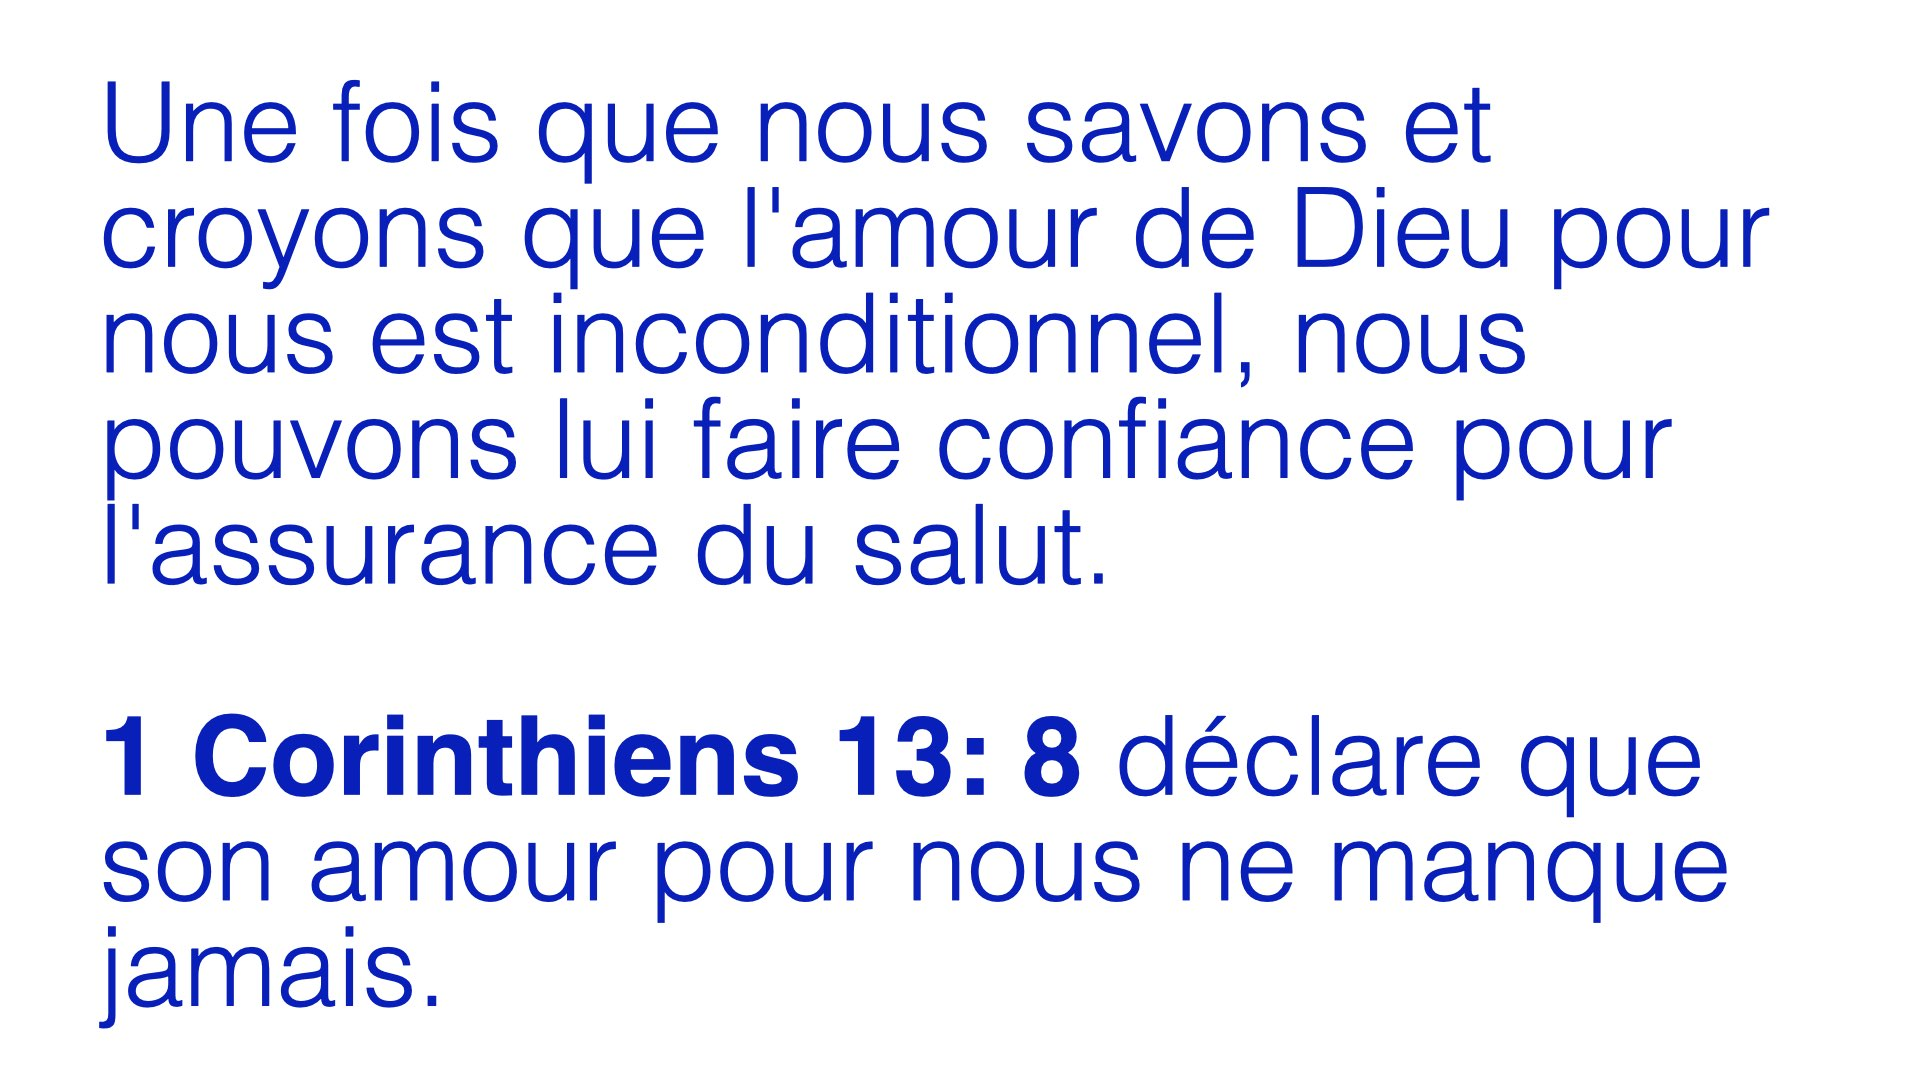 Une fois que nous savons et
croyons que l'amour de Dieu pour
nous est inconditionnel, nous
pouvons lui faire confiance pour
l'assurance du salut.
1 Corinthiens 13: 8 déclare que
son amour pour nous ne manque
jamais.